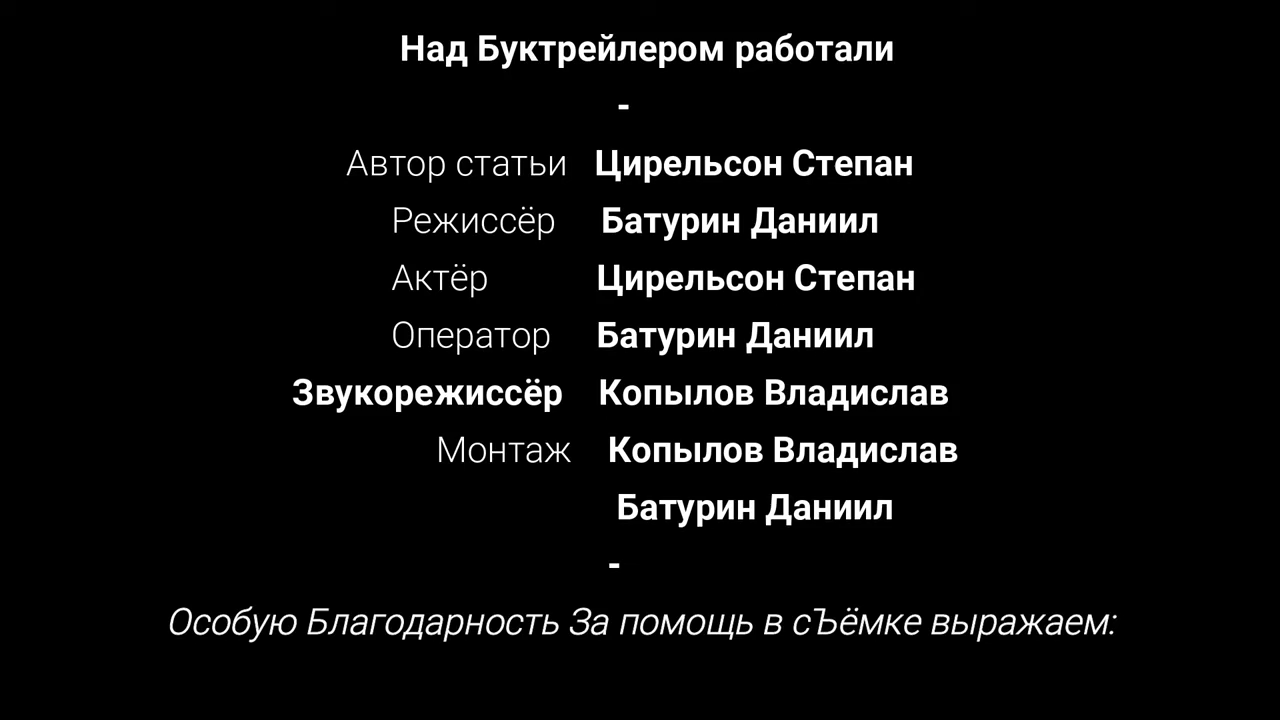 Над Буктрейлером работали
-
Автор статьи Цирельсон Степан
Режиссёр Батурин Даниил
Актёр Цирельсон Степан
Оператор Батурин Даниил
Звукорежиссёр Копылов Владислав
Монтаж Копылов Владислав
Батурин Даниил
-
Особую Благодарность За помощь в сЪёмке выражаем: